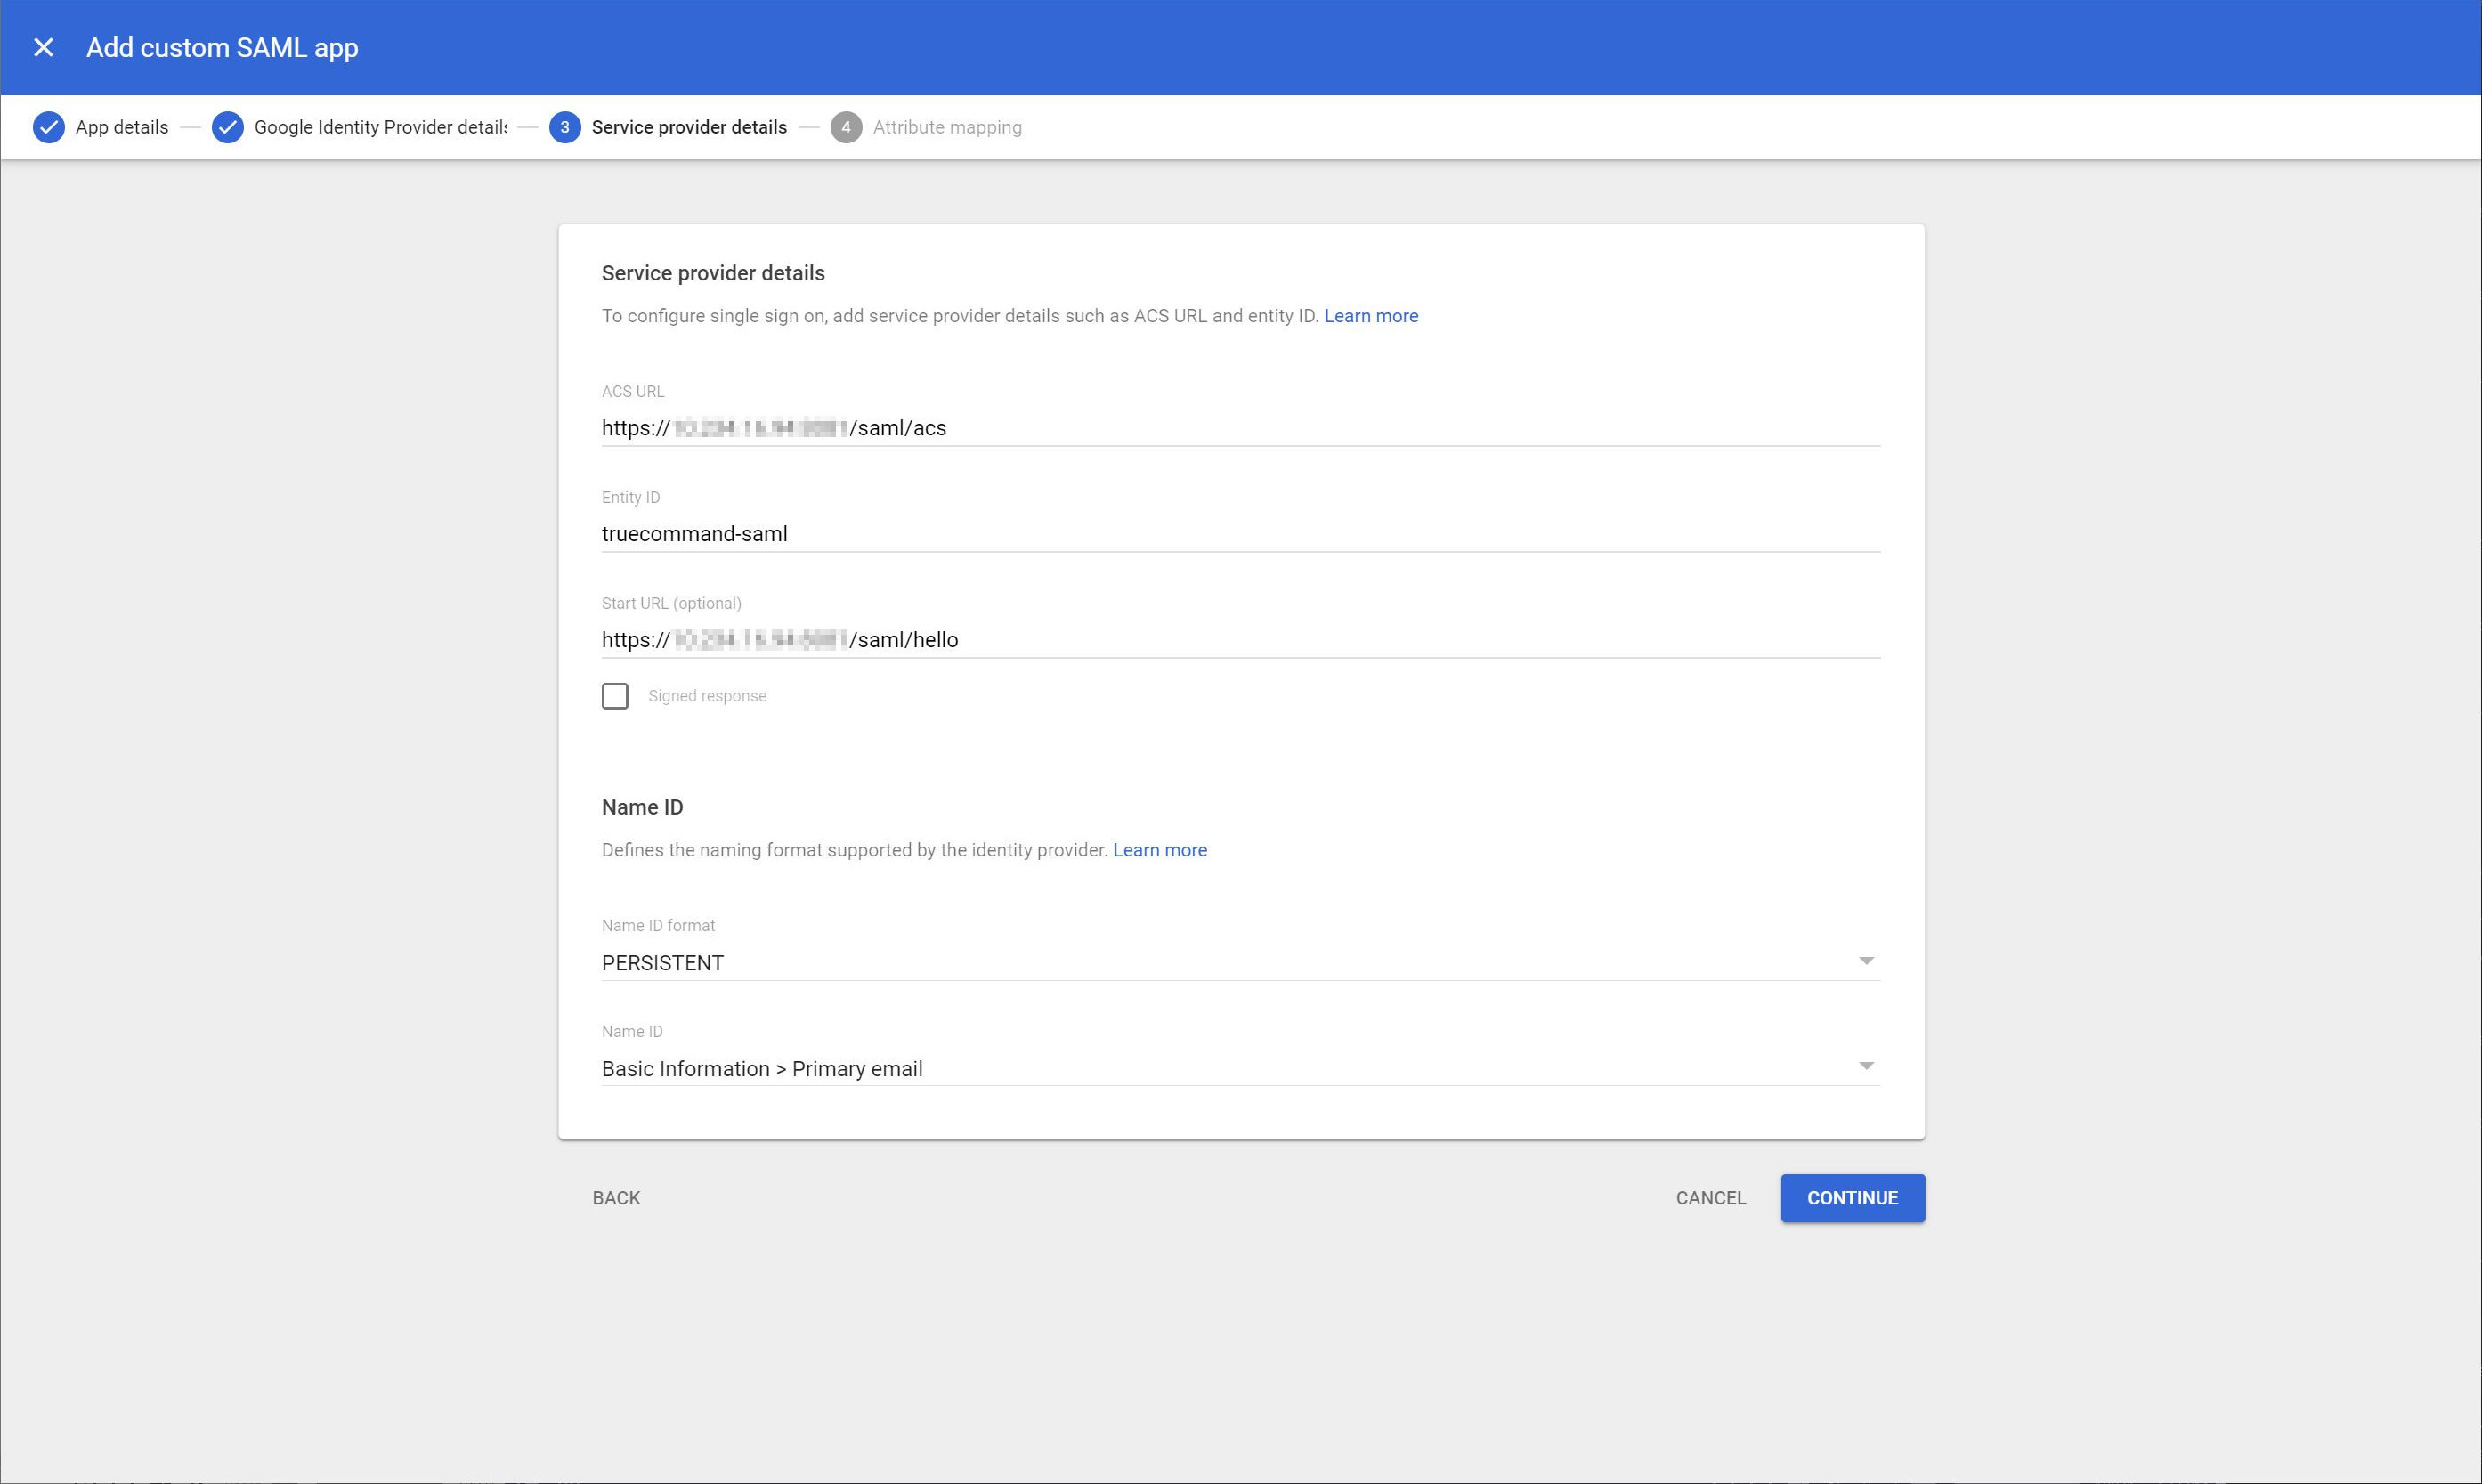 Add custom SAML app
App details
Google Identity Provider details
3 Service provider details
4 Attribute mapping
Service provider details
To configure single sign on, add service provider details such as ACS URL and entity ID. Learn more
ACS URL
https:// /saml/acs
Entity ID
truecommand-saml
Start URL (optional)
https:// /saml/hello
Signed response
Name ID
Defines the naming format supported by the identity provider. Learn more
Name ID format
PERSISTENT
Name ID
Basic Information > Primary email
BACK
CANCEL
CONTINUE